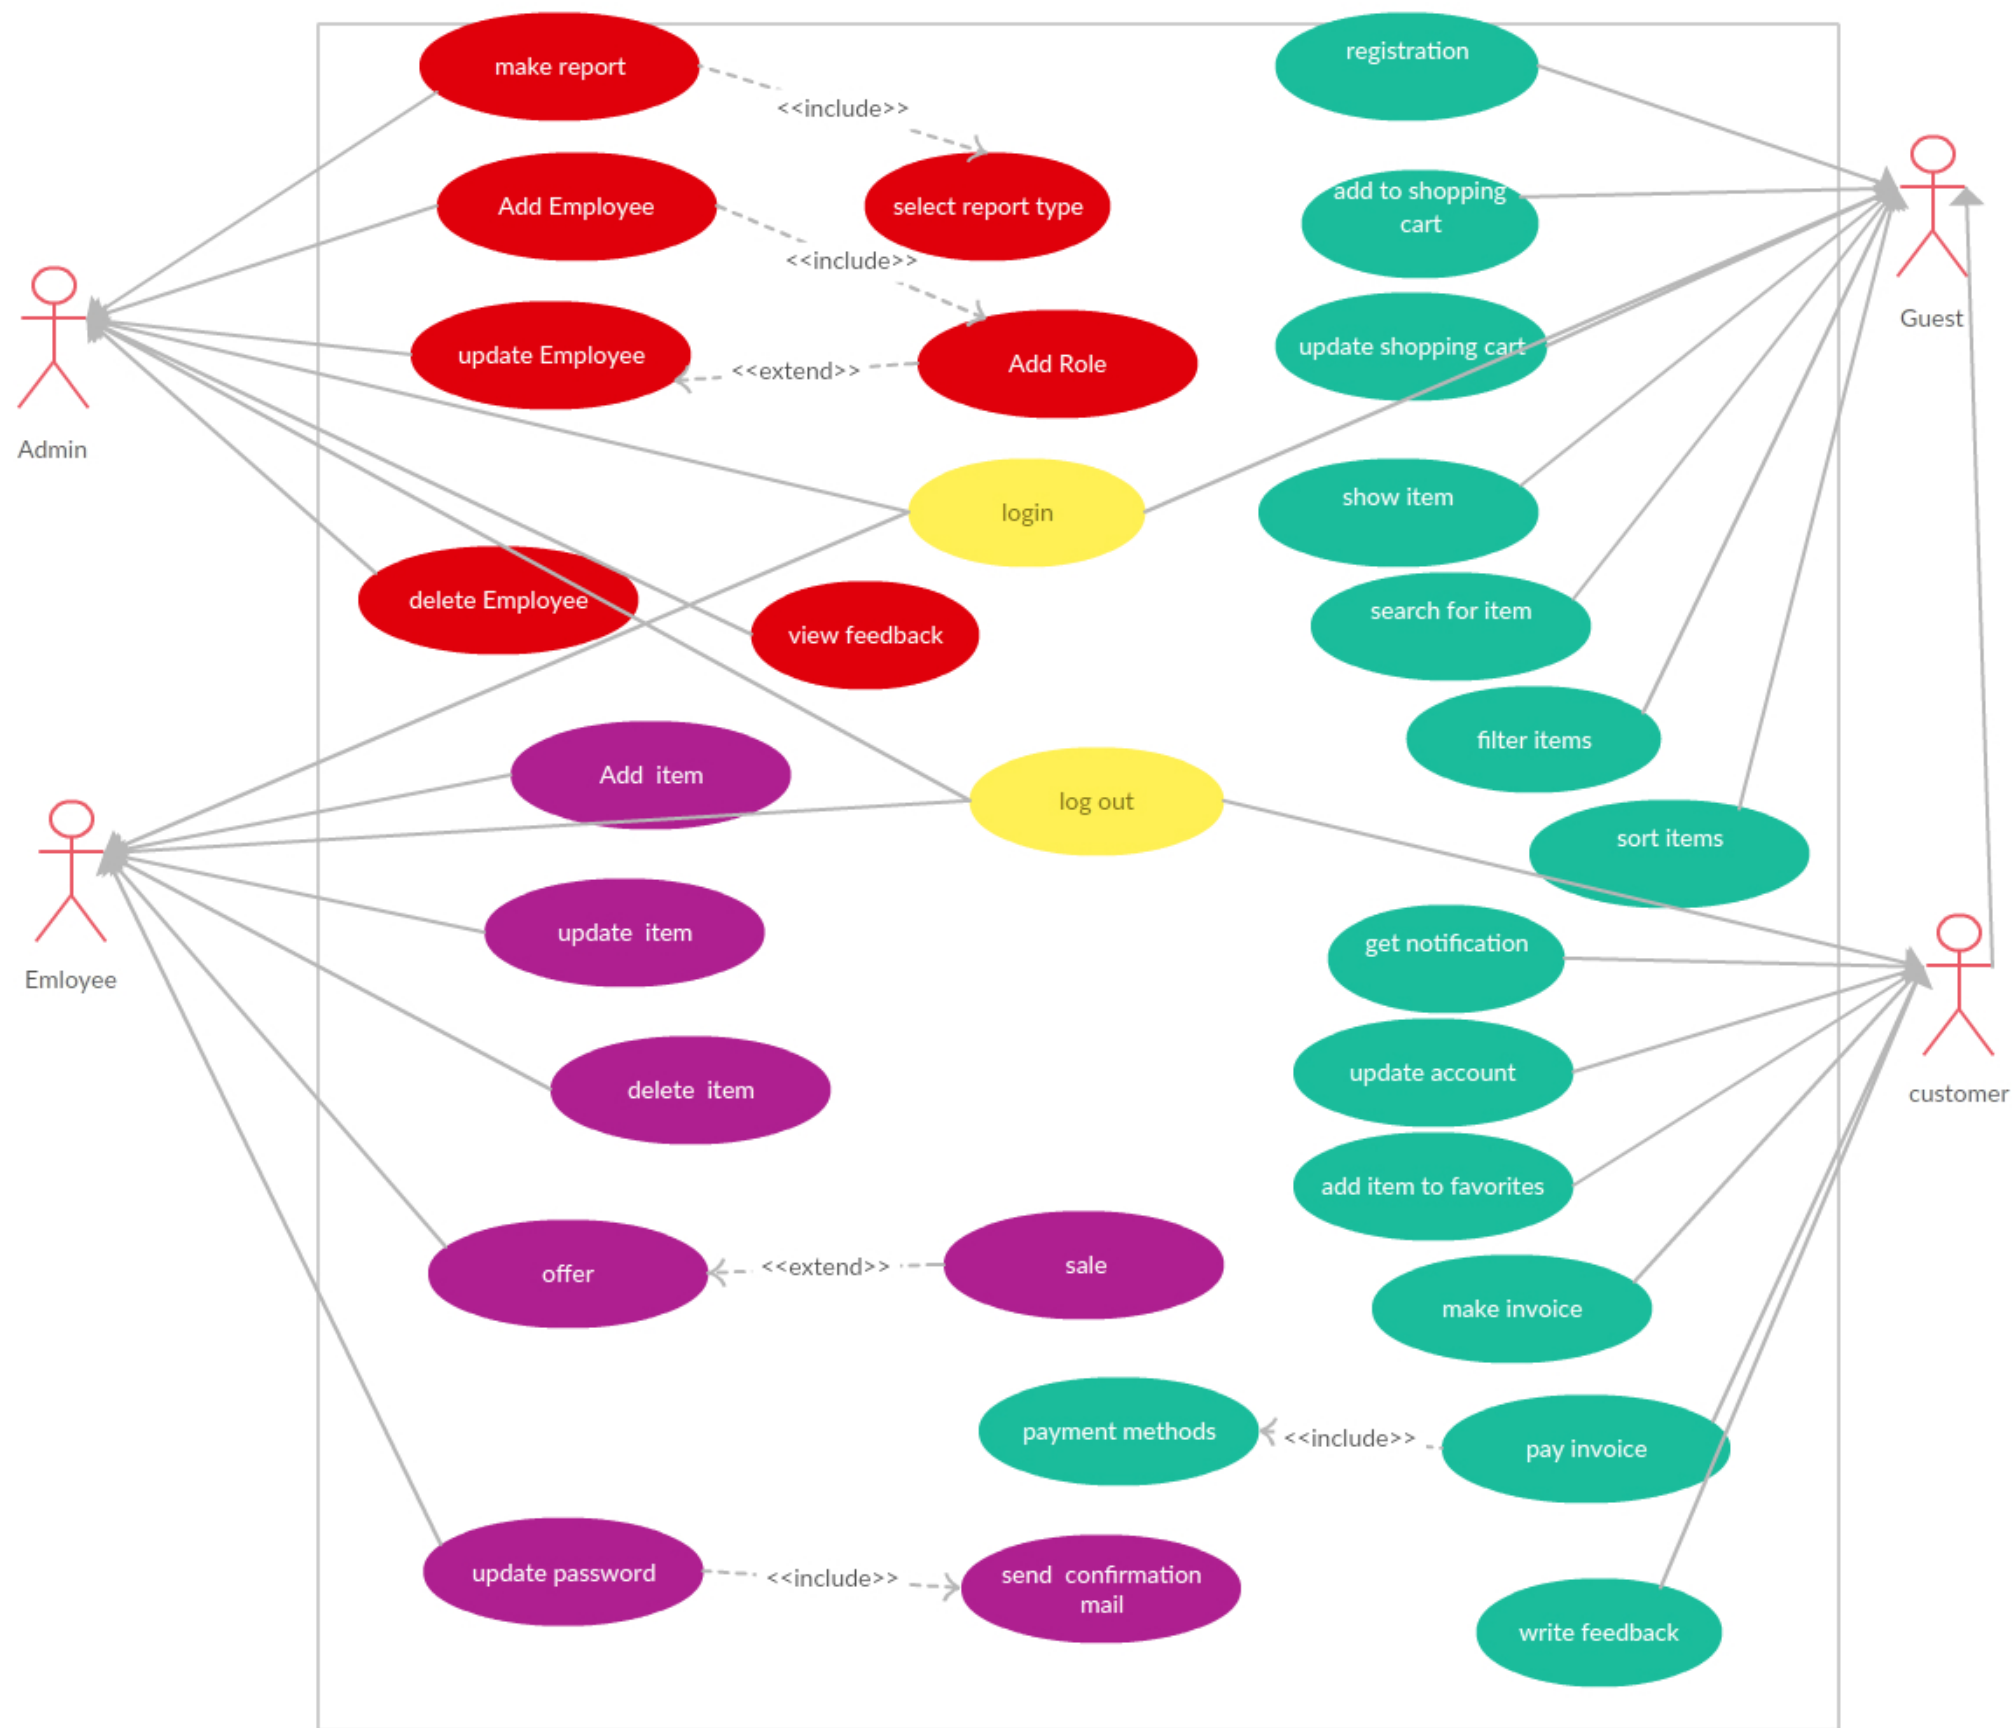 make report
registration
<<include>>
add to shopping
cart
Add Employee
select report type
<<include>>
Guest
update Employee
<<extend>>
Add Role
update shopping cart
Admin
login
show item
delete Employee
view feedback
search for item
filter items
Add  item
log out
sort items
update  item
get notification
Emloyee
update account
delete  item
customer
add item to favorites
offer
<<extend>>
sale
make invoice
payment methods
<<include>>
pay invoice
update password
<<include>>
send  confirmation
mail
write feedback